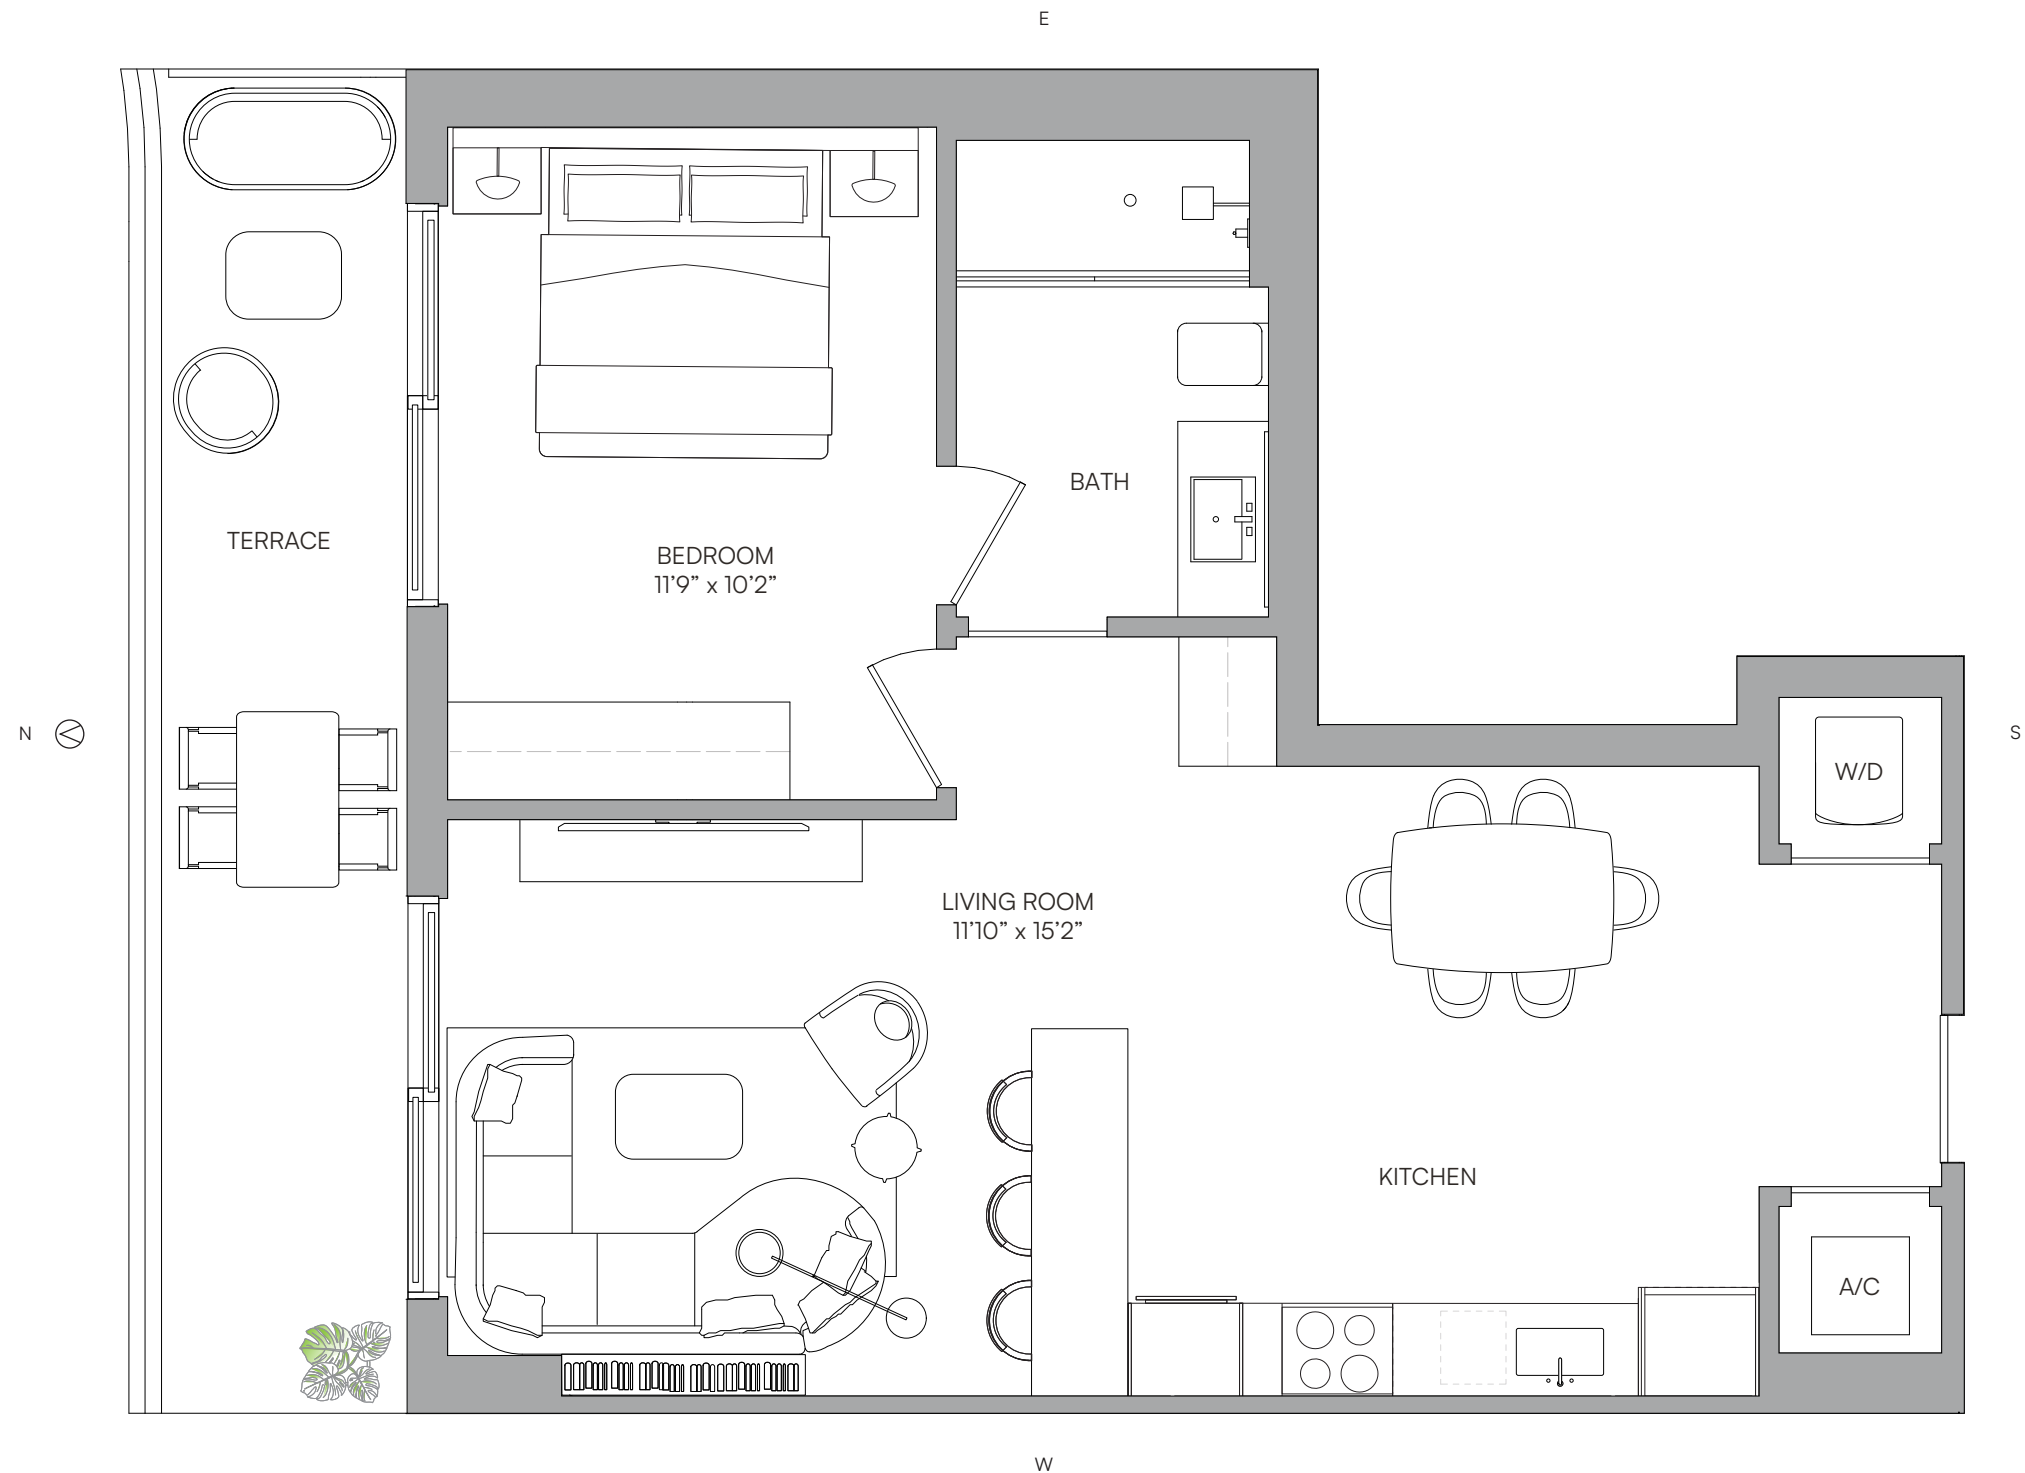 E
BATH
TERRACE
BEDROOM
11’9” x 10’2”
N
S
W/D
LIVING ROOM
11’10” x 15’2”
KITCHEN
A/C
W